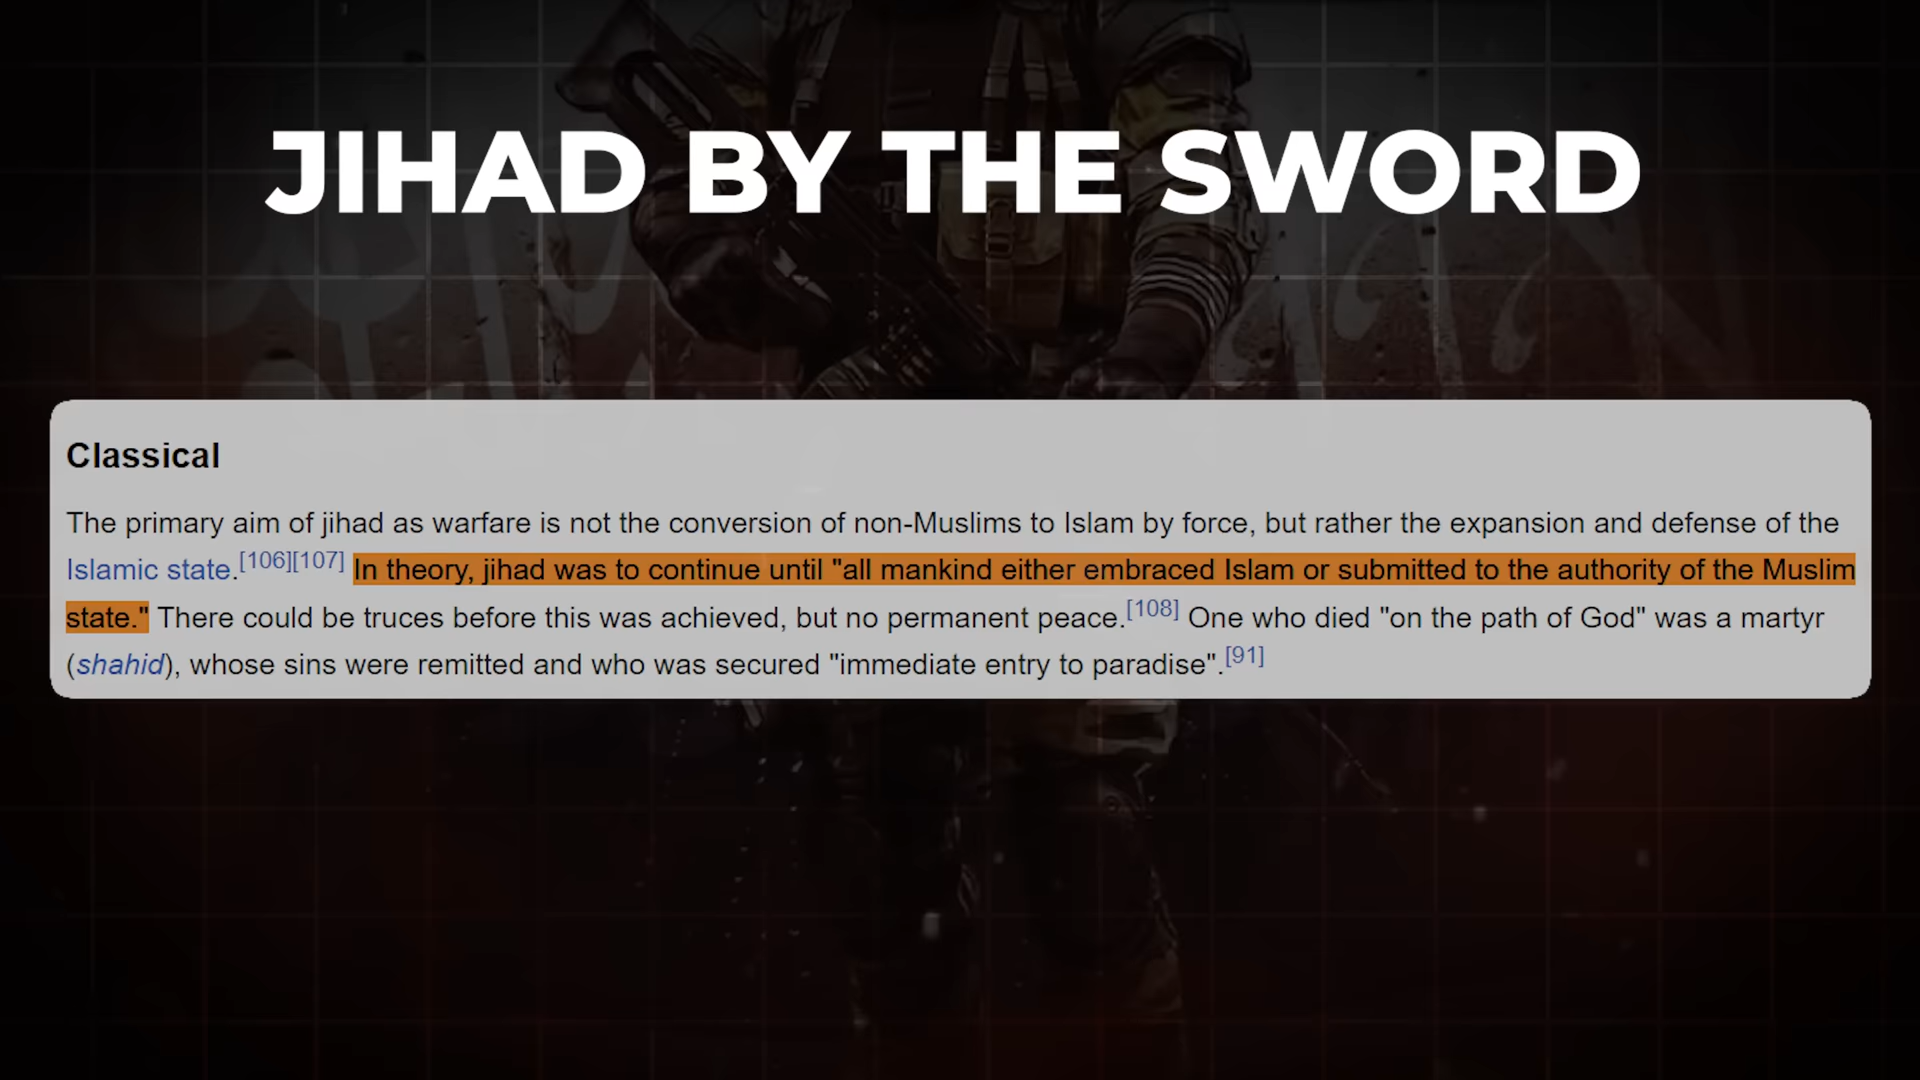 JIHAD BY THE SWORD
Classical
The primary aim of jihad as warfare is not the conversion of non-Muslims to Islam by force, but rather the expansion and defense of the
Islamic state.[106][107] In theory, jihad was to continue until "all mankind either embraced Islam or submitted to the authority of the Muslim
state." There could be truces before this was achieved, but no permanent peace.[108] One who died "on the path of God" was a martyr
(shahid), whose sins were remitted and who was secured "immediate entry to paradise".[91]